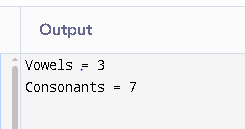 Output
Vowels = 3
Consonants = 7